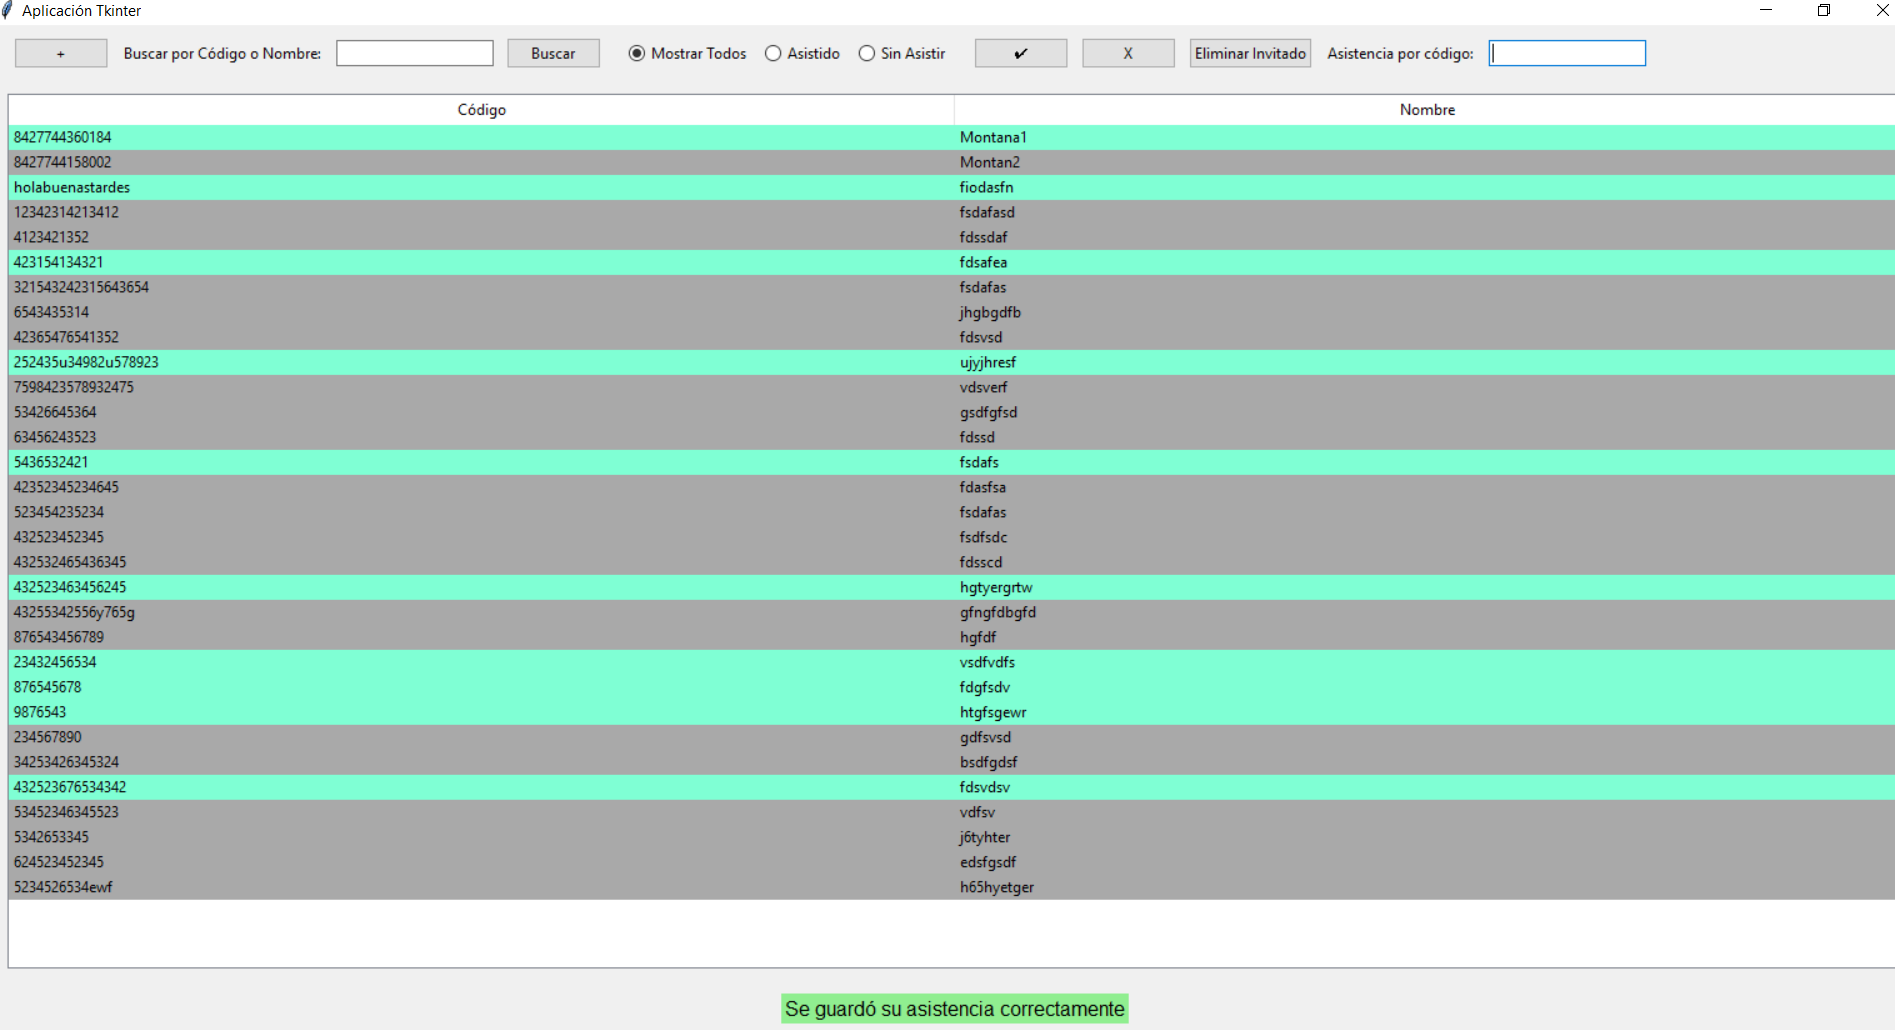 Aplicación Tkinter
+ Buscar por Código o Nombre: Buscar Mostrar Todos Asistido Sin Asistir ✔ X Eliminar Invitado Asistencia por código:
Código Nombre
8427744360184 Montana1
8427744158002 Montan2
holabuenastardes fiodasfn
12342314213412 fsdafasd
4123421352 fdssdaf
423154134321 fdsafea
321543242315643654 fsdafas
6543435314 jhgbgdfb
42365476541352 fdsvsd
252435u34982u578923 ujyjhresf
7598423578932475 vdsverf
53426645364 gsdfgfsd
63456243523 fdssd
5436532421 fsdafs
42352345234645 fdasfsa
523454235234 fsdafas
432523452345 fsdfsdc
432532465436345 fdsscd
432523463456245 hgtyergrtw
43255342556y765g gfngfdbgfd
876543456789 hgfdf
23432456534 vsdfvdfs
876545678 fdgfsdv
9876543 htgfsgewr
234567890 gdfsvsd
34253426345324 bsdfgdsf
432523676534342 fdsvdsv
53452346345523 vdfsv
5342653345 j6tyhter
624523452345 edsfgsdf
5234526534ewf h65hyetger
Se guardó su asistencia correctamente